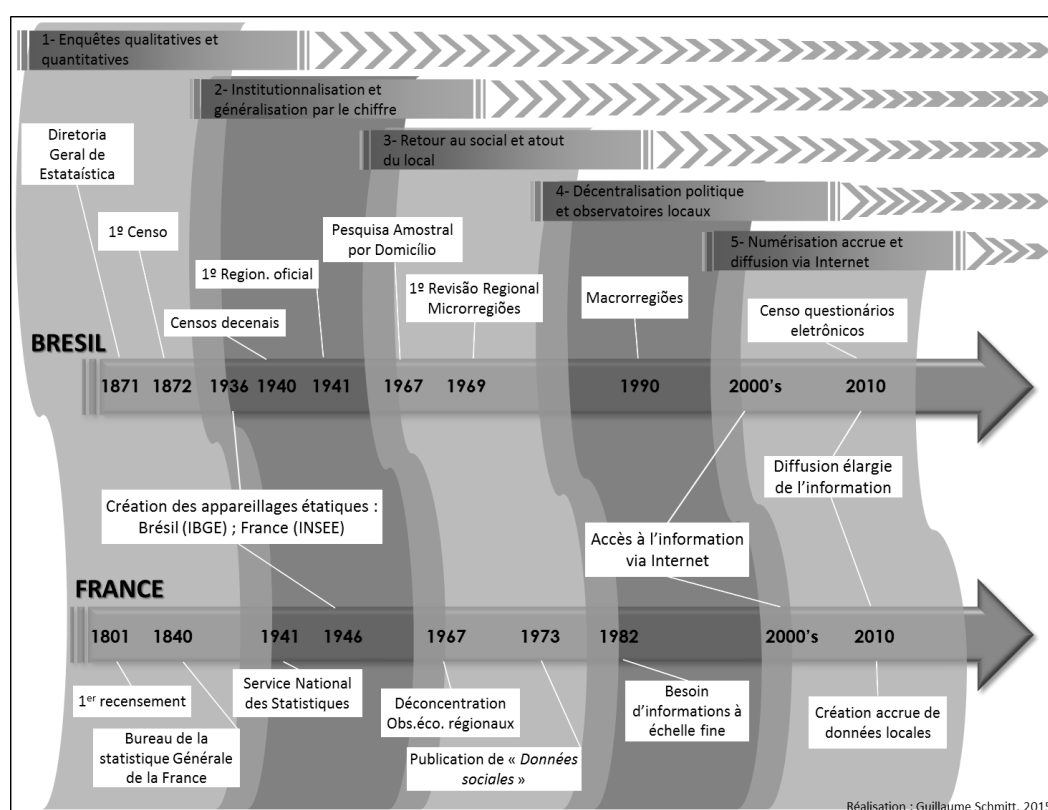 1- Enquêtes qualitatives et
quantitatives
2- Institutionnalisation et
généralisation par le chiffre
3- Retour au social et atout
du local
4- Décentralisation politique
et observatoires locaux
5- Numérisation accrue et
diffusion via Internet
Diretoria
Geral de
Estataística
1º Censo
Censos decenais
1º Region. oficial
Pesquisa Amostral
por Domicílio
1º Revisão Regional
Microrregiões
Macrorregiões
Censo questionários
eletrônicos
BRESIL
1871 1872 1936 1940 1941 1967 1969 1990 2000's 2010
Création des appareillages étatiques :
Brésil (IBGE) ; France (INSEE)
Accès à l'information
via Internet
Diffusion élargie
de l'information
FRANCE
1801 1840 1941 1946 1967 1973 1982 2000's 2010
1er recensement
Bureau de la
statistique Générale
de la France
Service National
des Statistiques
Déconcentration
Obs.éco. régionaux
Publication de « Données
sociales »
Besoin
d'informations à
échelle fine
Création accrue de
données locales
Réalisation : Guillaume Schmitt, 2015